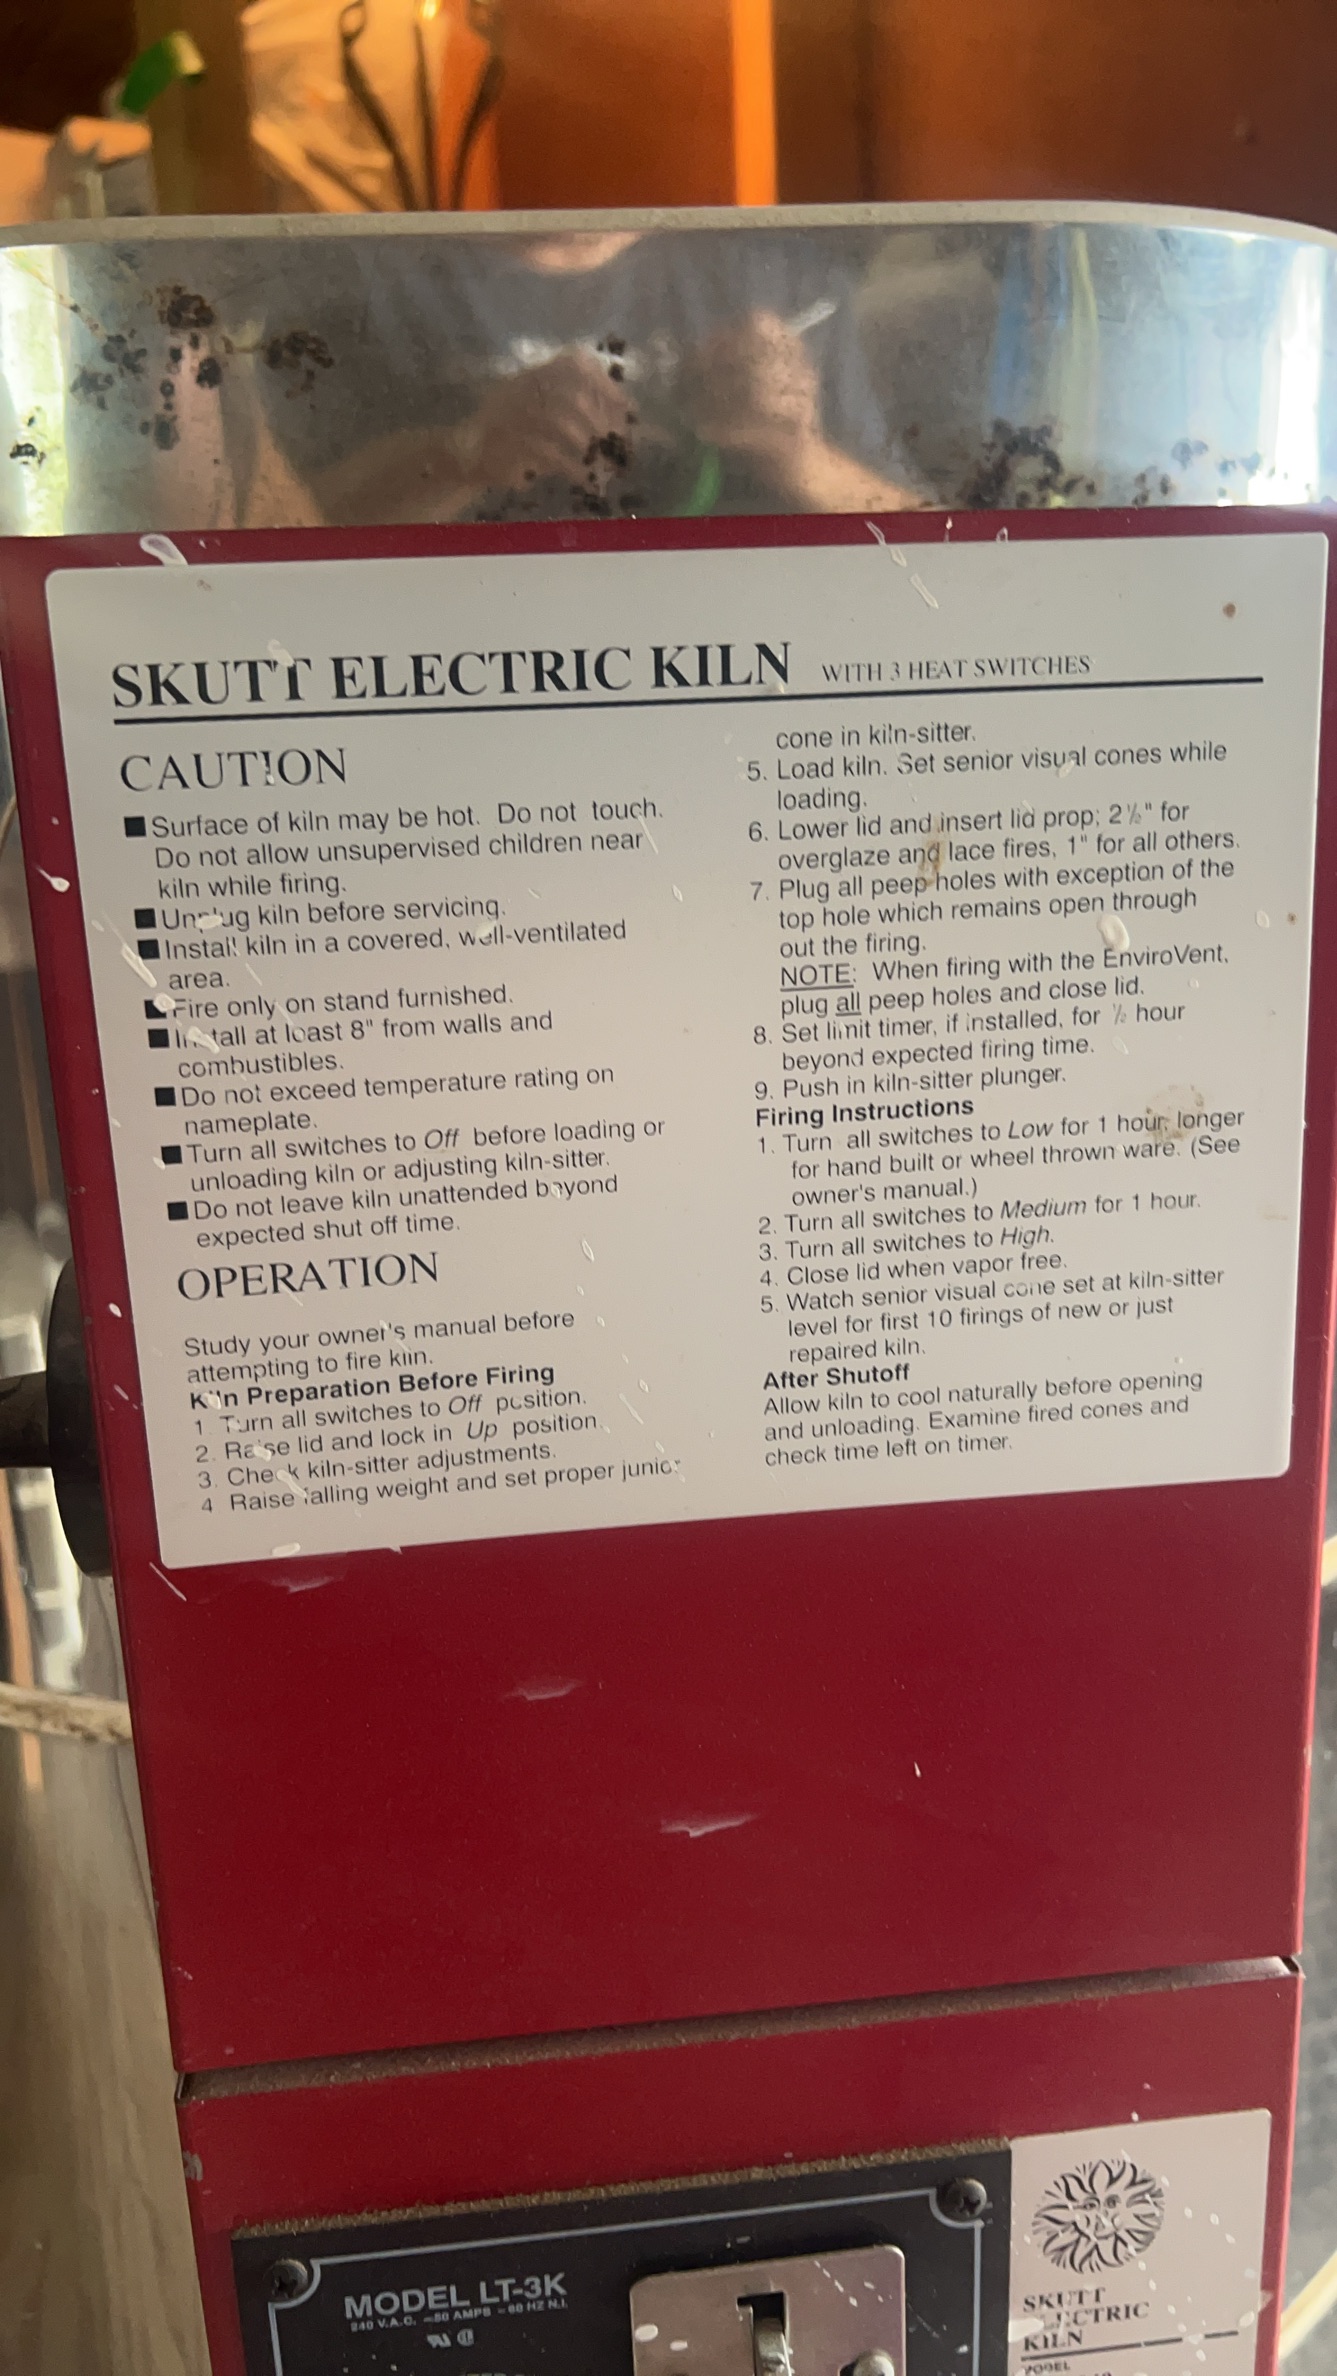 SKUTT ELECTRIC KILN WITH 3 HEAT SWITCHES
CAUTION
■ Surface of kiln may be hot. Do not touch.
Do not allow unsupervised children near
kiln while firing.
■ Unplug kiln before servicing.
■ Install kiln in a covered, well-ventilated
area.
■ Fire only on stand furnished.
■ Install at least 8" from walls and
combustibles.
■ Do not exceed temperature rating on
nameplate.
■ Turn all switches to Off before loading or
unloading kiln or adjusting kiln-sitter.
■ Do not leave kiln unattended beyond
expected shut off time.
OPERATION
Study your owner's manual before
attempting to fire kiln.
Kiln Preparation Before Firing
1. Turn all switches to Off position.
2. Raise lid and lock in Up position.
3. Check kiln-sitter adjustments.
4 Raise falling weight and set proper junior
cone in kiln-sitter.
5. Load kiln. Set senior visual cones while
loading.
6. Lower lid and insert lid prop; 2½" for
overglaze and lace fires, 1" for all others.
7. Plug all peep holes with exception of the
top hole which remains open through
out the firing.
NOTE: When firing with the EnviroVent,
plug all peep holes and close lid.
8. Set limit timer, if installed, for ½ hour
beyond expected firing time.
9. Push in kiln-sitter plunger.
Firing Instructions
1. Turn all switches to Low for 1 hour; longer
for hand built or wheel thrown ware. (See
owner's manual.)
2. Turn all switches to Medium for 1 hour.
3. Turn all switches to High.
4. Close lid when vapor free.
5. Watch senior visual cone set at kiln-sitter
level for first 10 firings of new or just
repaired kiln.
After Shutoff
Allow kiln to cool naturally before opening
and unloading. Examine fired cones and
check time left on timer.
MODEL LT-3K
240 V.A.C. -50 AMPS - 60 HZ N.I.
SKUTT
ELECTRIC
KILN
MODEL